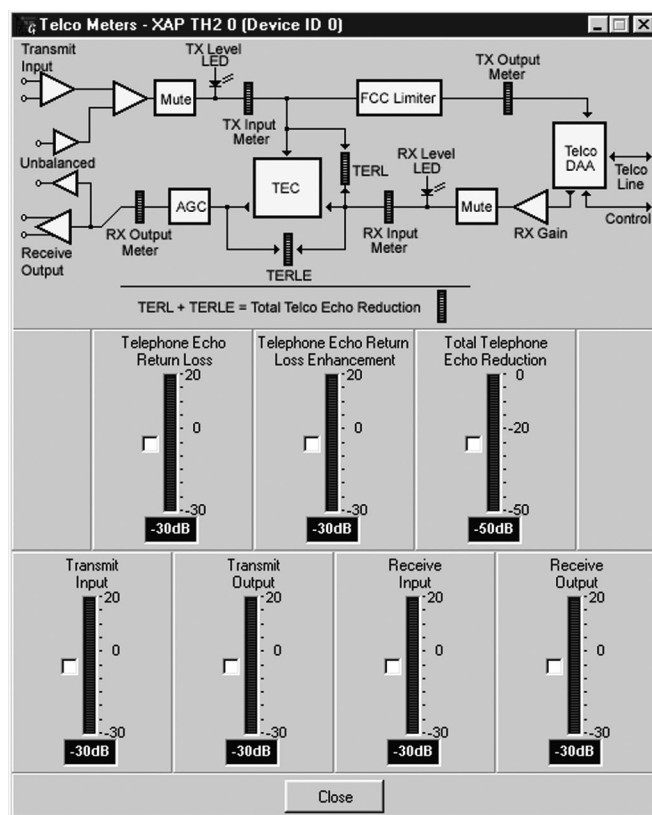 Telco Meters - XAP TH2 0 (Device ID 0)
Transmit
Input
TX Level
LED
TX Output
Meter
Mute
FCC Limiter
TX Input
Meter
Unbalanced
RX Level
LED
Telco
DAA
Telco
Line
TERL
TEC
AGC
Mute
Control
RX Output
Meter
RX Input
Meter
RX Gain
Receive
Output
TERLE
TERL + TERLE = Total Telco Echo Reduction
Telephone Echo
Return Loss
20
0
-30
-30dB
Telephone Echo Return
Loss Enhancement
20
0
-30
-30dB
Total Telephone
Echo Reduction
0
-20
-50
-50dB
Transmit
Input
20
0
-30
-30dB
Transmit
Output
20
0
-30
-30dB
Receive
Input
20
0
-30
-30dB
Receive
Output
20
0
-30
-30dB
Close